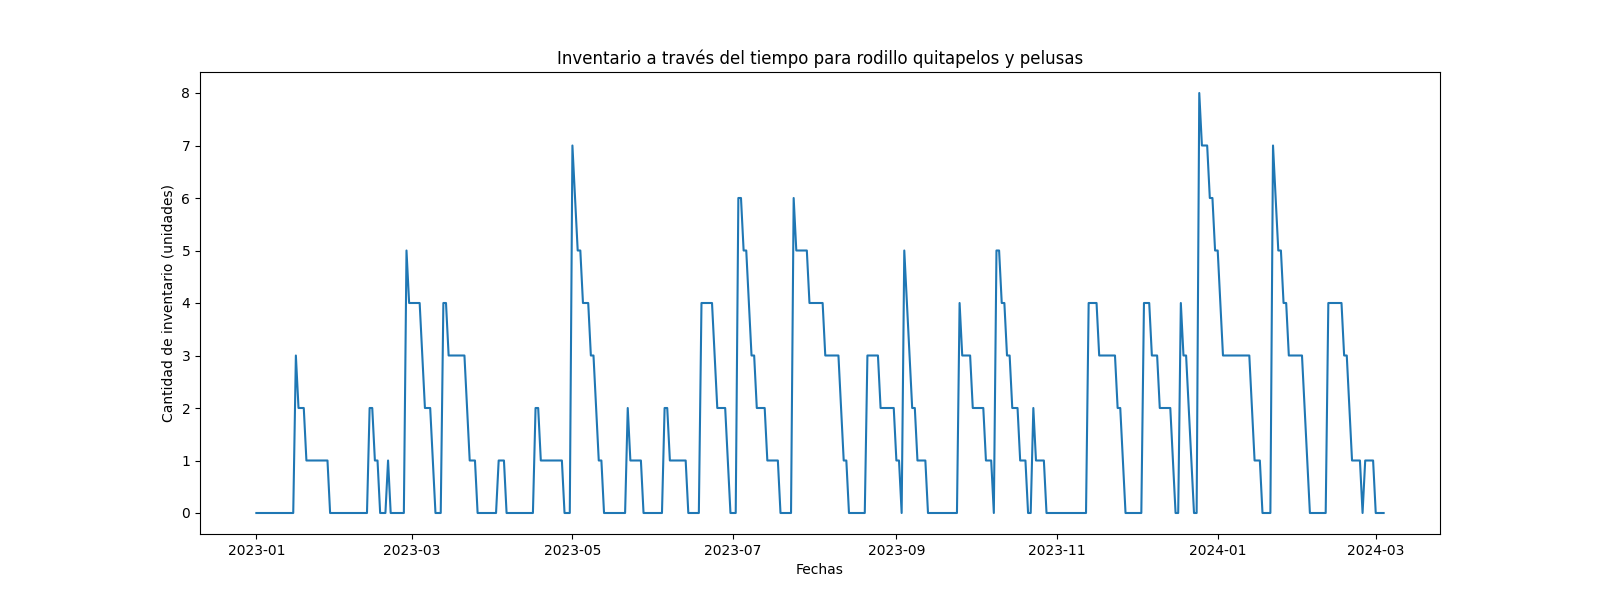 Inventario a través del tiempo para rodillo quitapelos y pelusas
Cantidad de inventario (unidades)
8
7
6
5
4
3
2
1
0
2023-01 2023-03 2023-05 2023-07 2023-09 2023-11 2024-01 2024-03
Fechas